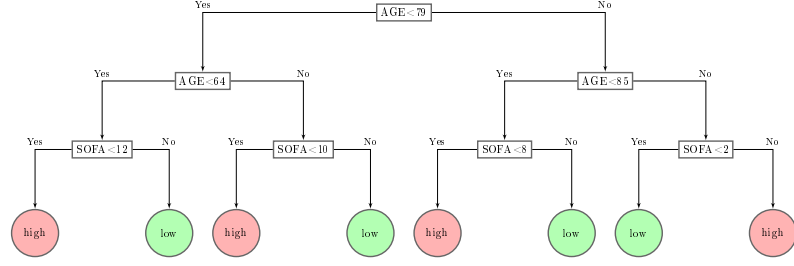 Yes AGE<79 No
Yes AGE<64 No Yes AGE<85 No
Yes SOFA<12 No Yes SOFA<10 No Yes SOFA<8 No Yes SOFA<2 No
high low high low high low low high